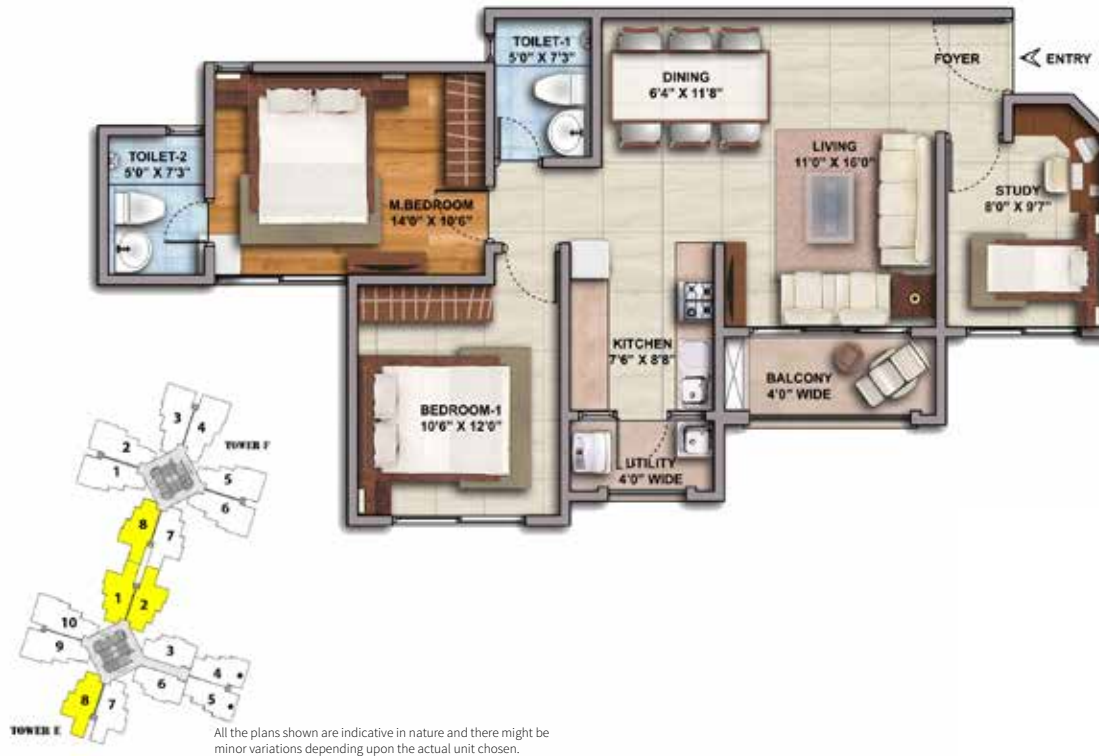 TOILET-1
5'0" X 7'3"
DINING
6'4" X 11'8"
FOYER
ENTRY
TOILET-2
5'0" X 7'3"
M.BEDROOM
14'0" X 10'6"
LIVING
11'0" X 16'0"
STUDY
8'0" X 9'7"
KITCHEN
7'6" X 8'8"
BALCONY
4'0" WIDE
BEDROOM-1
10'6" X 12'0"
UTILITY
4'0" WIDE
3
4
TOWER F
2
1
5
6
8
7
1
2
10
9
3
4
6
5
8
7
TOWER E
All the plans shown are indicative in nature and there might be
minor variations depending upon the actual unit chosen.